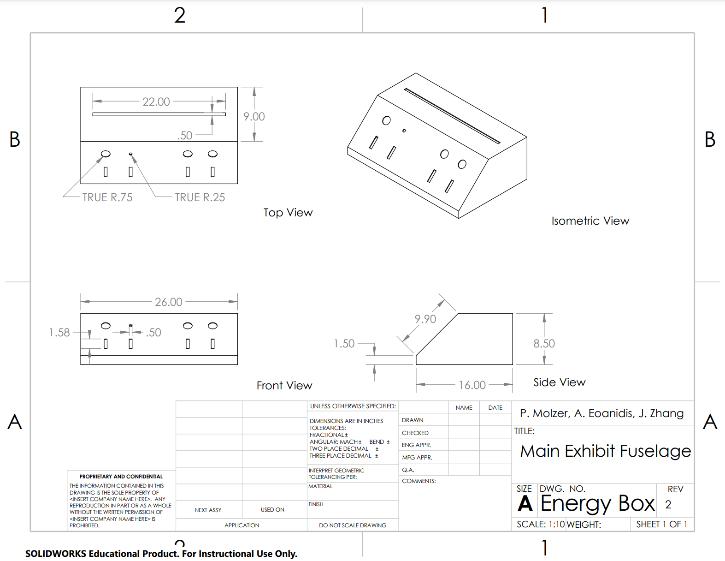 2
1
B
B
22.00
9.00
.50
TRUE R.75
TRUE R.25
Top View
Isometric View
26.00
1.58
.50
9.90
1.50
8.50
16.00
Front View
Side View
A
A
UNLESS OTHERWISE SPECIFIED:
DIMENSIONS ARE IN INCHES
TOLERANCES:
FRACTIONAL ±
ANGULAR: MACH ± BEND ±
TWO PLACE DECIMAL ±
THREE PLACE DECIMAL ±
INTERPRET GEOMETRIC
TOLERANCING PER:
MATERIAL
FINISH
DO NOT SCALE DRAWING
NAME
DATE
DRAWN
CHECKED
ENG APPR.
MFG APPR.
Q.A.
COMMENTS:
PROPRIETARY AND CONFIDENTIAL
THE INFORMATION CONTAINED IN THIS
DRAWING IS THE SOLE PROPERTY OF
<INSERT COMPANY NAME HERE>. ANY
REPRODUCTION IN PART OR AS A WHOLE
WITHOUT THE WRITTEN PERMISSION OF
<INSERT COMPANY NAME HERE> IS
PROHIBITED.
NEXT ASSY
USED ON
APPLICATION
P. Molzer, A. Eoanidis, J. Zhang
TITLE:
Main Exhibit Fuselage
SIZE
DWG. NO.
REV
A
Energy Box
2
SCALE: 1:10
WEIGHT:
SHEET 1 OF 1
2
1
SOLIDWORKS Educational Product. For Instructional Use Only.